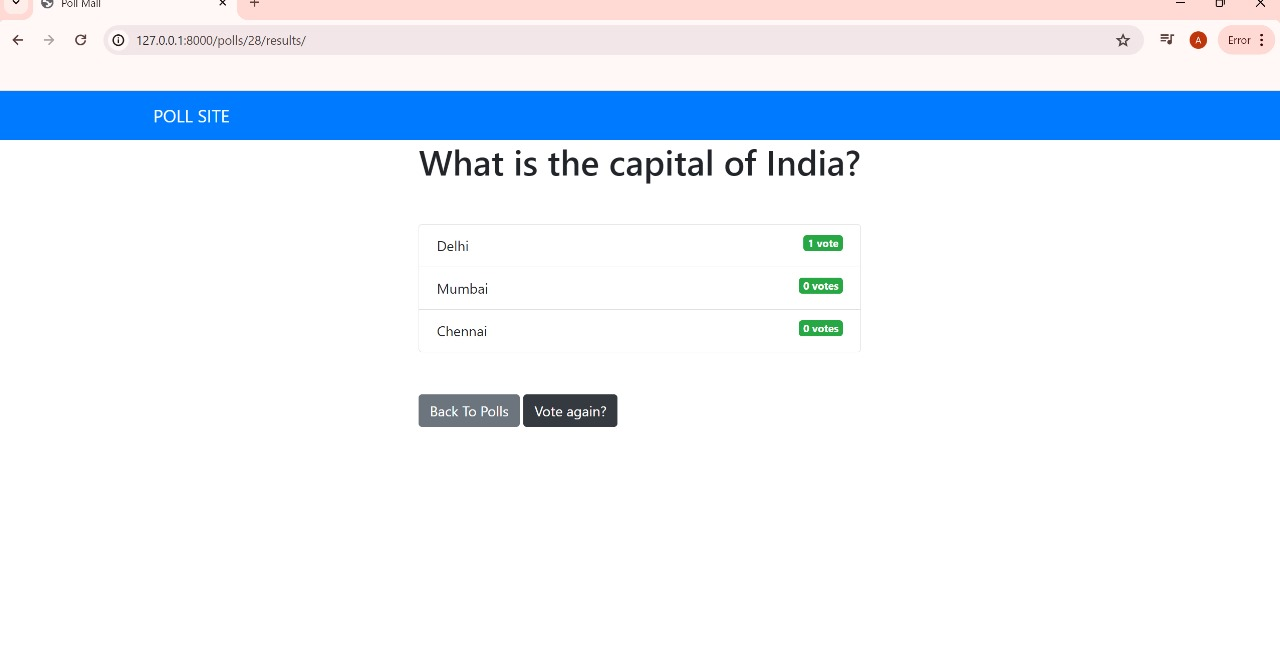 Poll Mall
127.0.0.1:8000/polls/28/results/
A
Error
POLL SITE
What is the capital of India?
Delhi 1 vote
Mumbai 0 votes
Chennai 0 votes
Back To Polls Vote again?